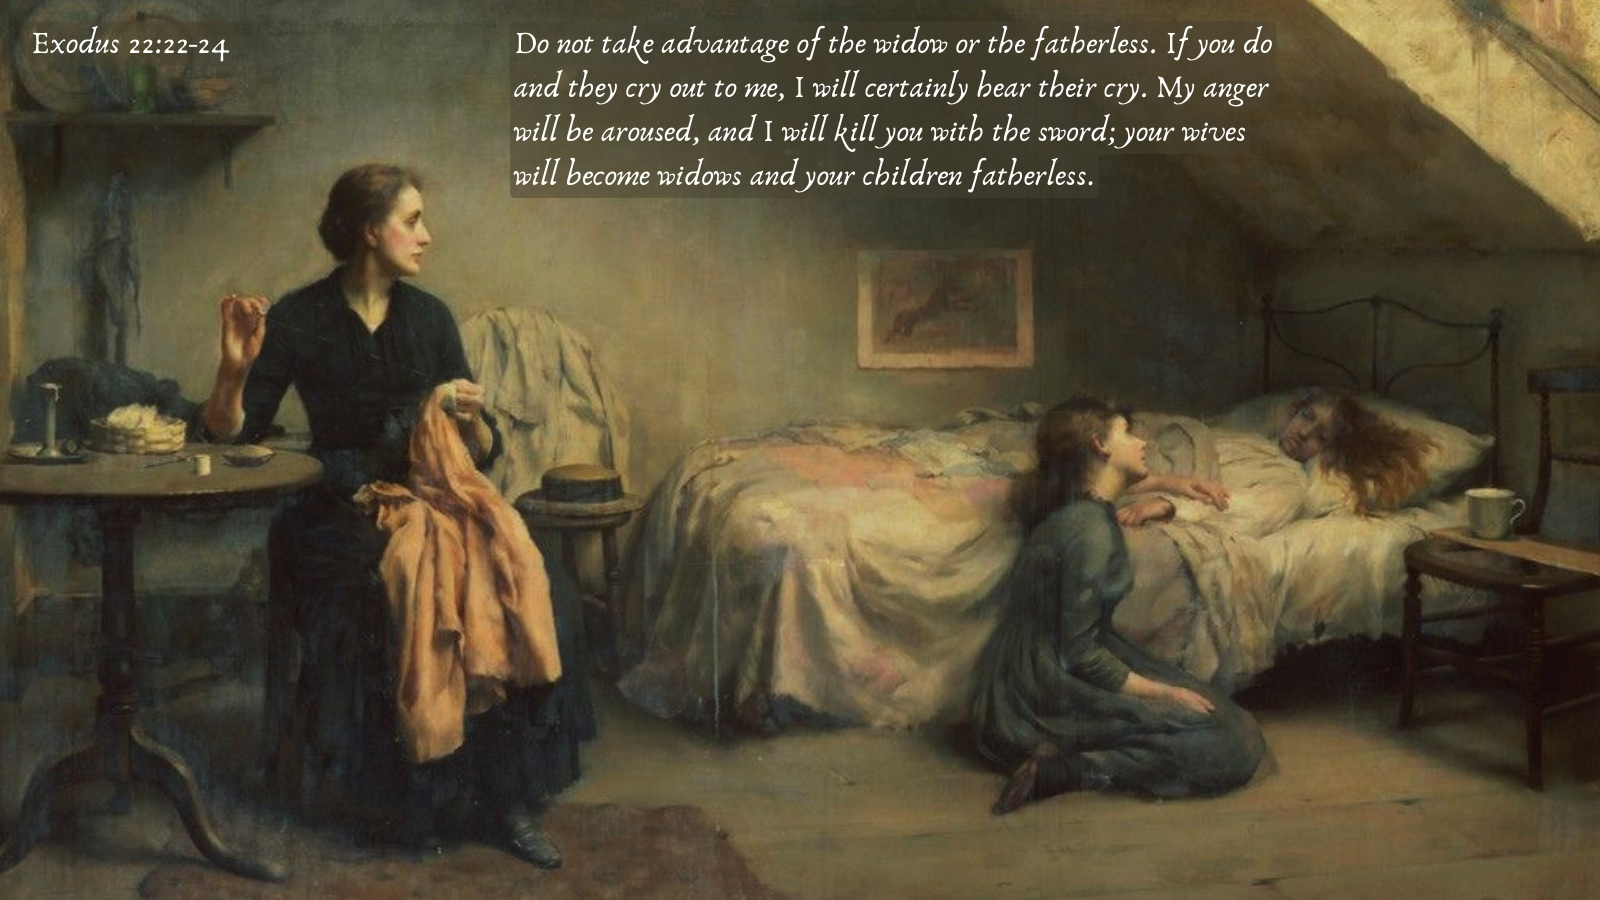 Exodus 22:22-24
Do not take advantage of the widow or the fatherless. If you do
and they cry out to me, I will certainly hear their cry. My anger
will be aroused, and I will kill you with the sword; your wives
will become widows and your children fatherless.